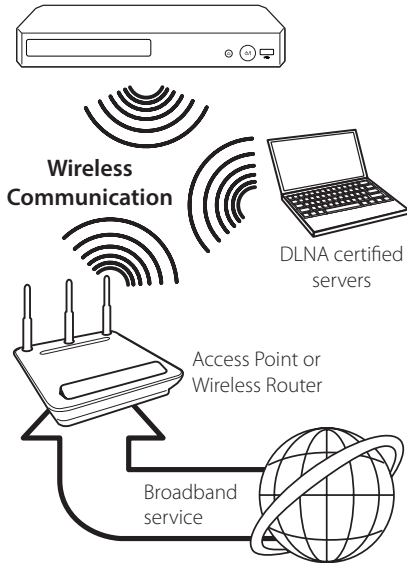 Wireless
Communication
DLNA certified
servers
Access Point or
Wireless Router
Broadband
service